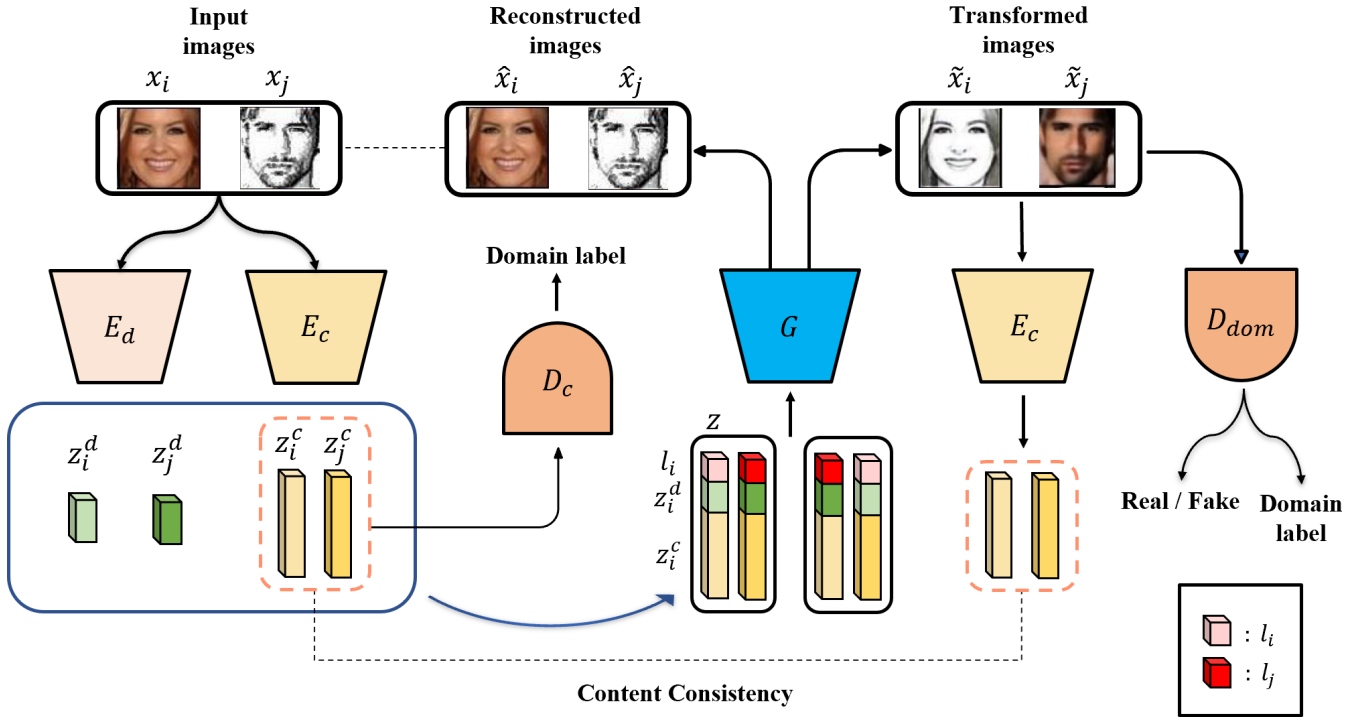 Input
images
Reconstructed
images
Transformed
images
x_i
x_j
x̂_i
x̂_j
x̃_i
x̃_j
Domain label
E_d
E_c
D_c
G
E_c
D_dom
z_i^d
z_j^d
z_i^c
z_j^c
z
l_i
z_i^d
z_i^c
Real / Fake
Domain
label
: l_i
: l_j
Content Consistency